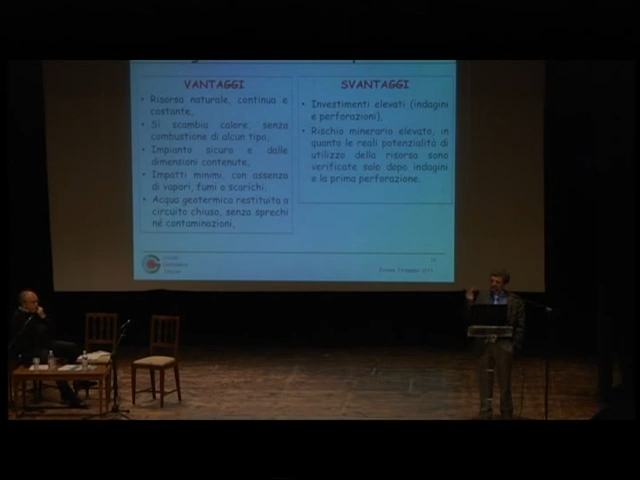 VANTAGGI
• Risorsa naturale, continua e
costante,
• Si scambia calore, senza
combustione di alcun tipo,
• Impianto sicuro e dalle
dimensioni contenute,
• Impatti minimi, con assenza
di vapori, fumi o scarichi,
• Acqua geotermica restituita a
circuito chiuso, senza sprechi
né contaminazioni,
SVANTAGGI
• Investimenti elevati (indagini
e perforazioni),
• Rischio minerario elevato, in
quanto le reali potenzialità di
utilizzo della risorsa sono
verificate solo dopo indagini
e la prima perforazione.